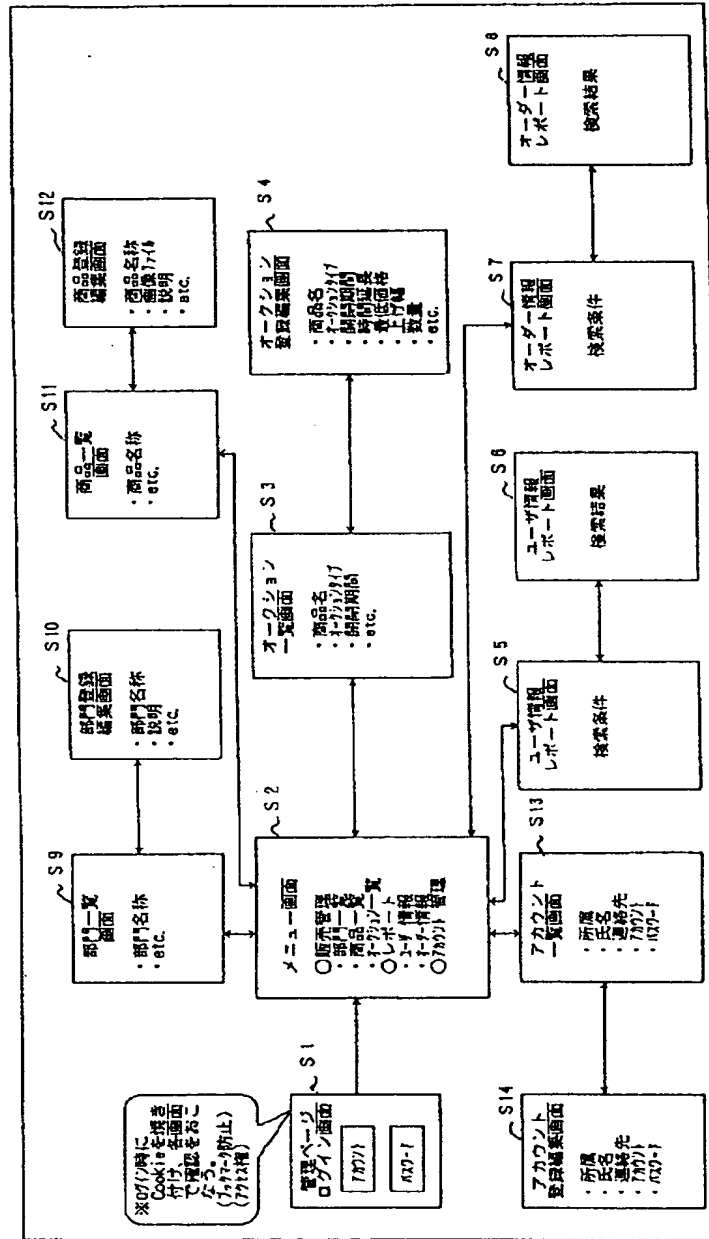 ※ログイン時に
Cookieを焼き
付け、各画面
で確認をおこ
なう。
(ブックマーク防止)
(アクセス権)
S1
管理ページ
ログイン画面
アカウント
パスワード
S2
メニュー画面
○販売管理
・部門一覧
・商品一覧
・オークション一覧
○レポート
・ユーザ情報
・オーダー情報
○アカウント管理
S9
部門一覧
画面
・部門名称
・etc.
S10
部門登録
編集画面
・部門名称
・説明
・etc.
S11
商品一覧
画面
・商品名称
・etc.
S12
商品登録
編集画面
・商品名称
・画像ファイル
・説明
・etc.
S3
オークション
一覧画面
・商品名
・オークションタイプ
・開閉期間
・etc.
S4
オークション
登録編集画面
・商品名
・オークションタイプ
・開閉期間
・時間延長
・最低価格
・上げ幅
・数量
・etc.
S14
アカウント
登録編集画面
・所属
・氏名
・連絡先
・アカウント
・パスワード
S13
アカウント
一覧画面
・所属
・氏名
・連絡先
・アカウント
・パスワード
S5
ユーザ情報
レポート画面
検索条件
S6
ユーザ情報
レポート画面
検索結果
S7
オーダー情報
レポート画面
検索条件
S8
オーダー情報
レポート画面
検索結果